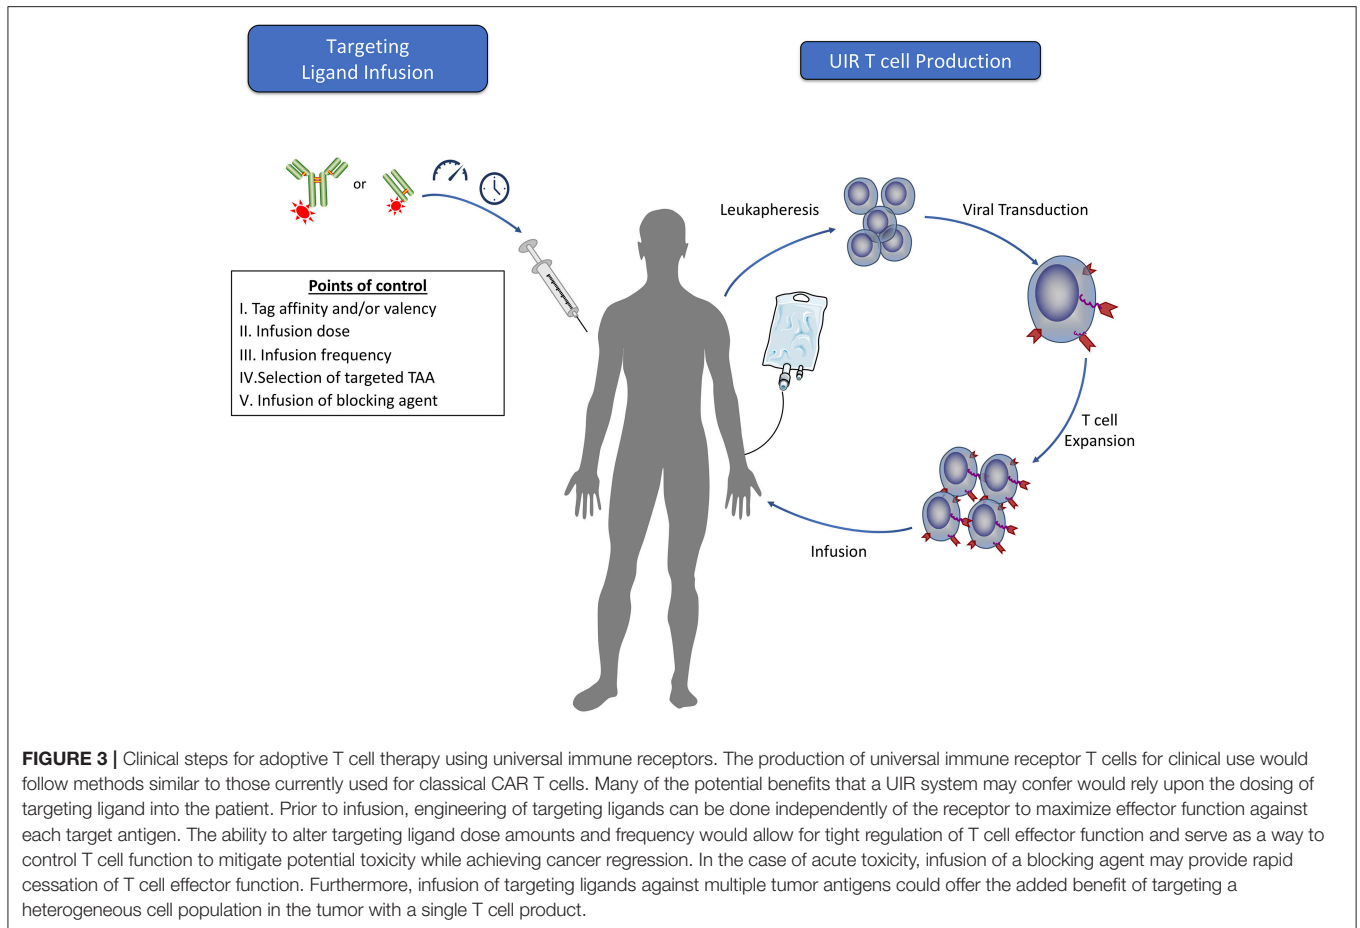 Targeting
Ligand Infusion
UIR T cell Production
or
Leukapheresis
Viral Transduction
Points of control
I. Tag affinity and/or valency
II. Infusion dose
III. Infusion frequency
IV.Selection of targeted TAA
V. Infusion of blocking agent
T cell
Expansion
Infusion
FIGURE 3 | Clinical steps for adoptive T cell therapy using universal immune receptors. The production of universal immune receptor T cells for clinical use would
follow methods similar to those currently used for classical CAR T cells. Many of the potential benefits that a UIR system may confer would rely upon the dosing of
targeting ligand into the patient. Prior to infusion, engineering of targeting ligands can be done independently of the receptor to maximize effector function against
each target antigen. The ability to alter targeting ligand dose amounts and frequency would allow for tight regulation of T cell effector function and serve as a way to
control T cell function to mitigate potential toxicity while achieving cancer regression. In the case of acute toxicity, infusion of a blocking agent may provide rapid
cessation of T cell effector function. Furthermore, infusion of targeting ligands against multiple tumor antigens could offer the added benefit of targeting a
heterogeneous cell population in the tumor with a single T cell product.